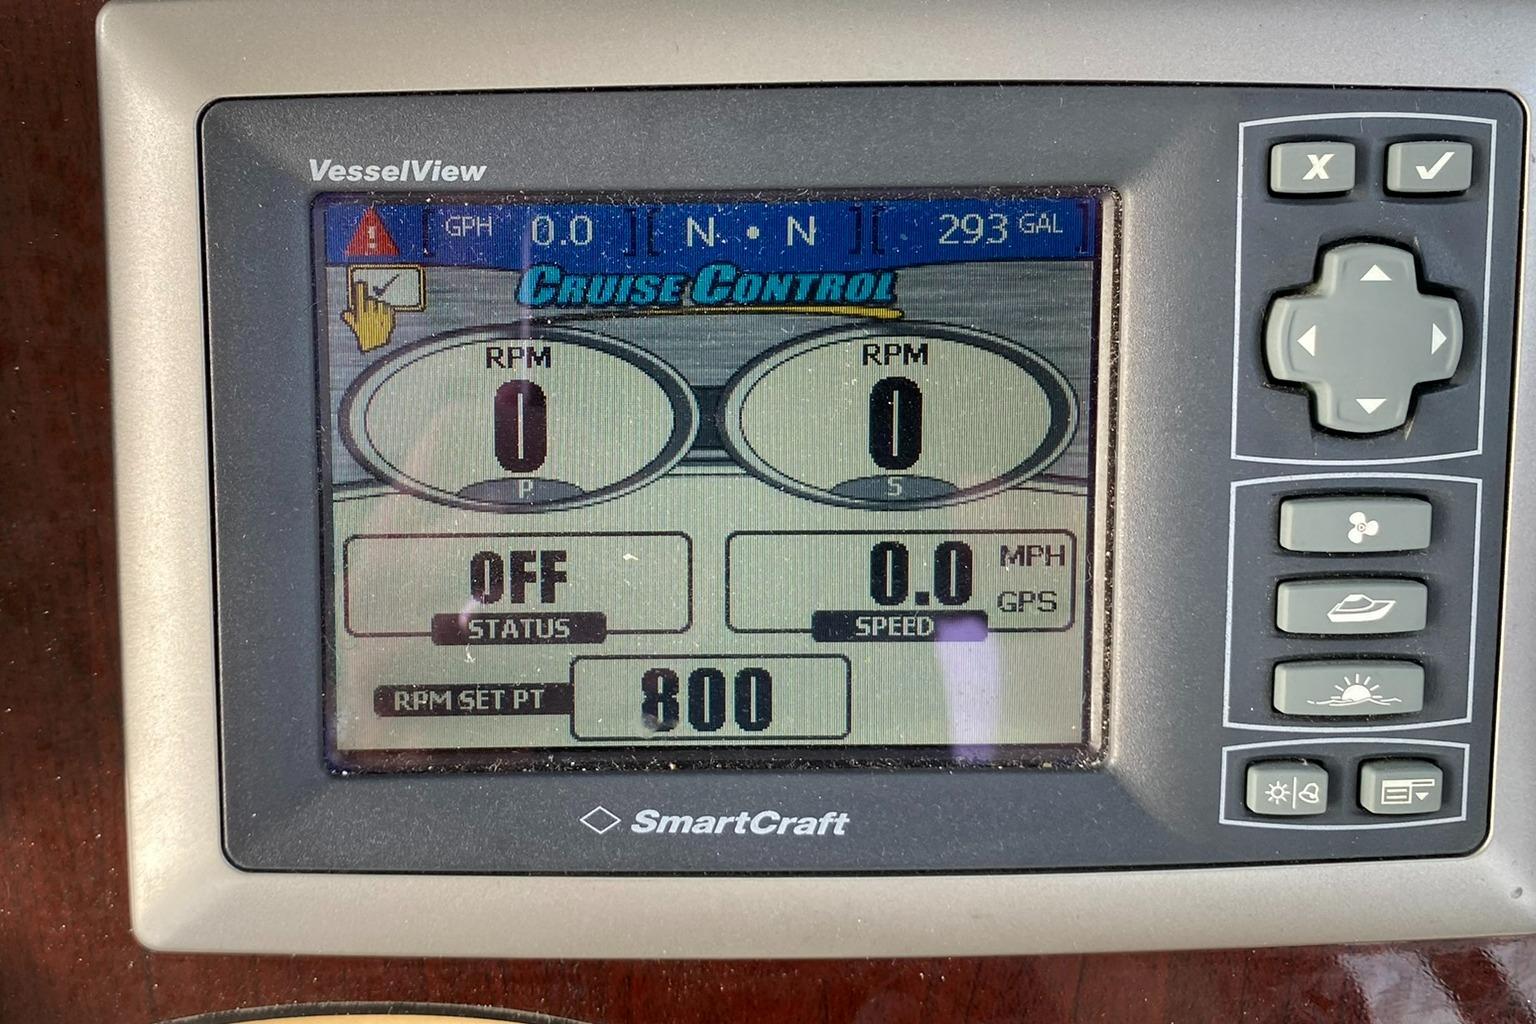 VesselView
GPH 0.0 N • N 293 GAL
CRUISE CONTROL
RPM RPM
0 0
P S
OFF 0.0 MPH
GPS
STATUS SPEED
RPM SET PT 800
SmartCraft
X